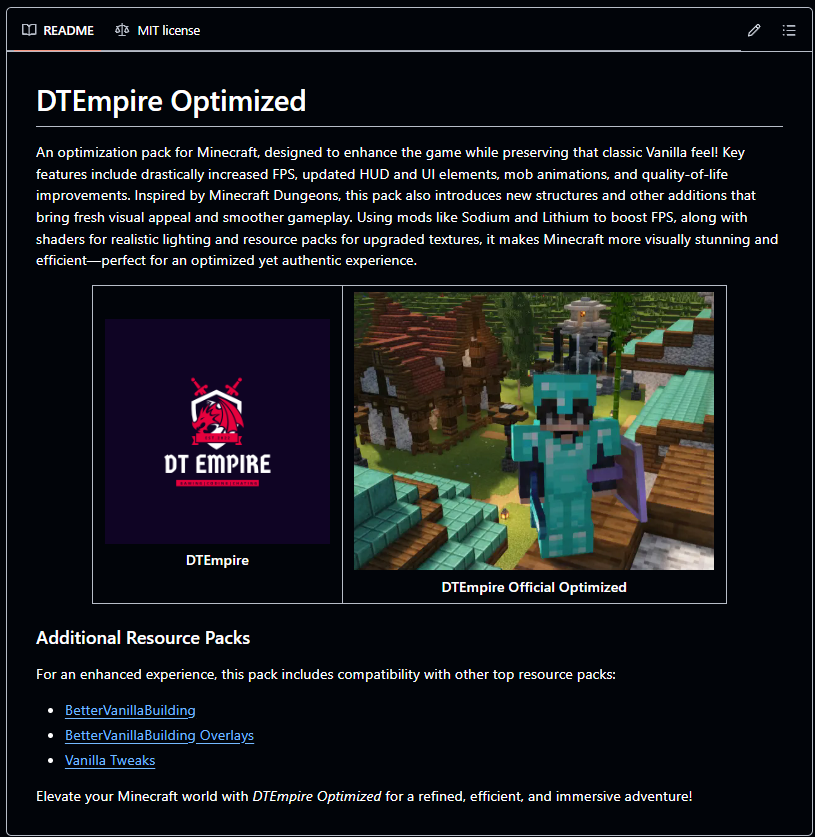 README
MIT license
DTEmpire Optimized
An optimization pack for Minecraft, designed to enhance the game while preserving that classic Vanilla feel! Key
features include drastically increased FPS, updated HUD and UI elements, mob animations, and quality-of-life
improvements. Inspired by Minecraft Dungeons, this pack also introduces new structures and other additions that
bring fresh visual appeal and smoother gameplay. Using mods like Sodium and Lithium to boost FPS, along with
shaders for realistic lighting and resource packs for upgraded textures, it makes Minecraft more visually stunning and
efficient—perfect for an optimized yet authentic experience.
DT EMPIRE
DTEmpire
DTEmpire Official Optimized
Additional Resource Packs
For an enhanced experience, this pack includes compatibility with other top resource packs:
BetterVanillaBuilding
BetterVanillaBuilding Overlays
Vanilla Tweaks
Elevate your Minecraft world with DTEmpire Optimized for a refined, efficient, and immersive adventure!